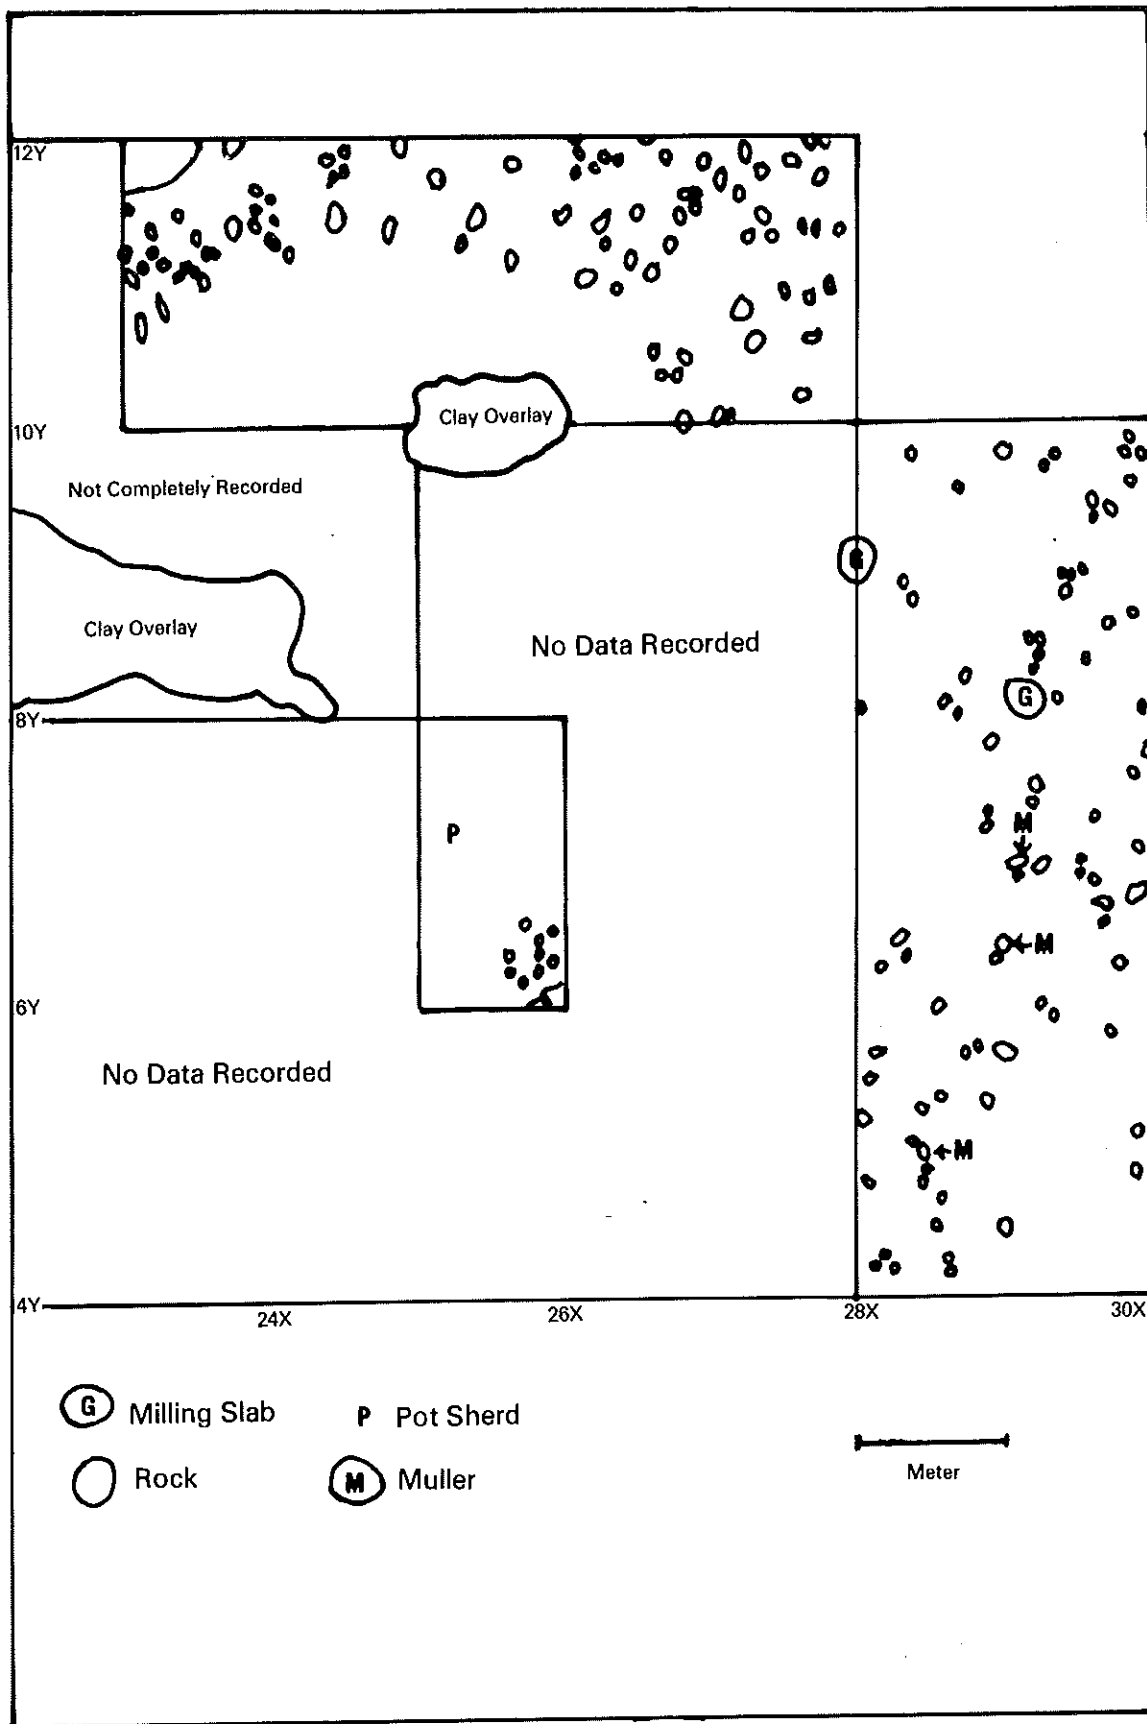 12Y
Clay Overlay
10Y
Not Completely Recorded
G
Clay Overlay
No Data Recorded
G
8Y
M
P
M
6Y
No Data Recorded
M
4Y
24X
26X
28X
30X
G Milling Slab
P Pot Sherd
Rock
M Muller
Meter